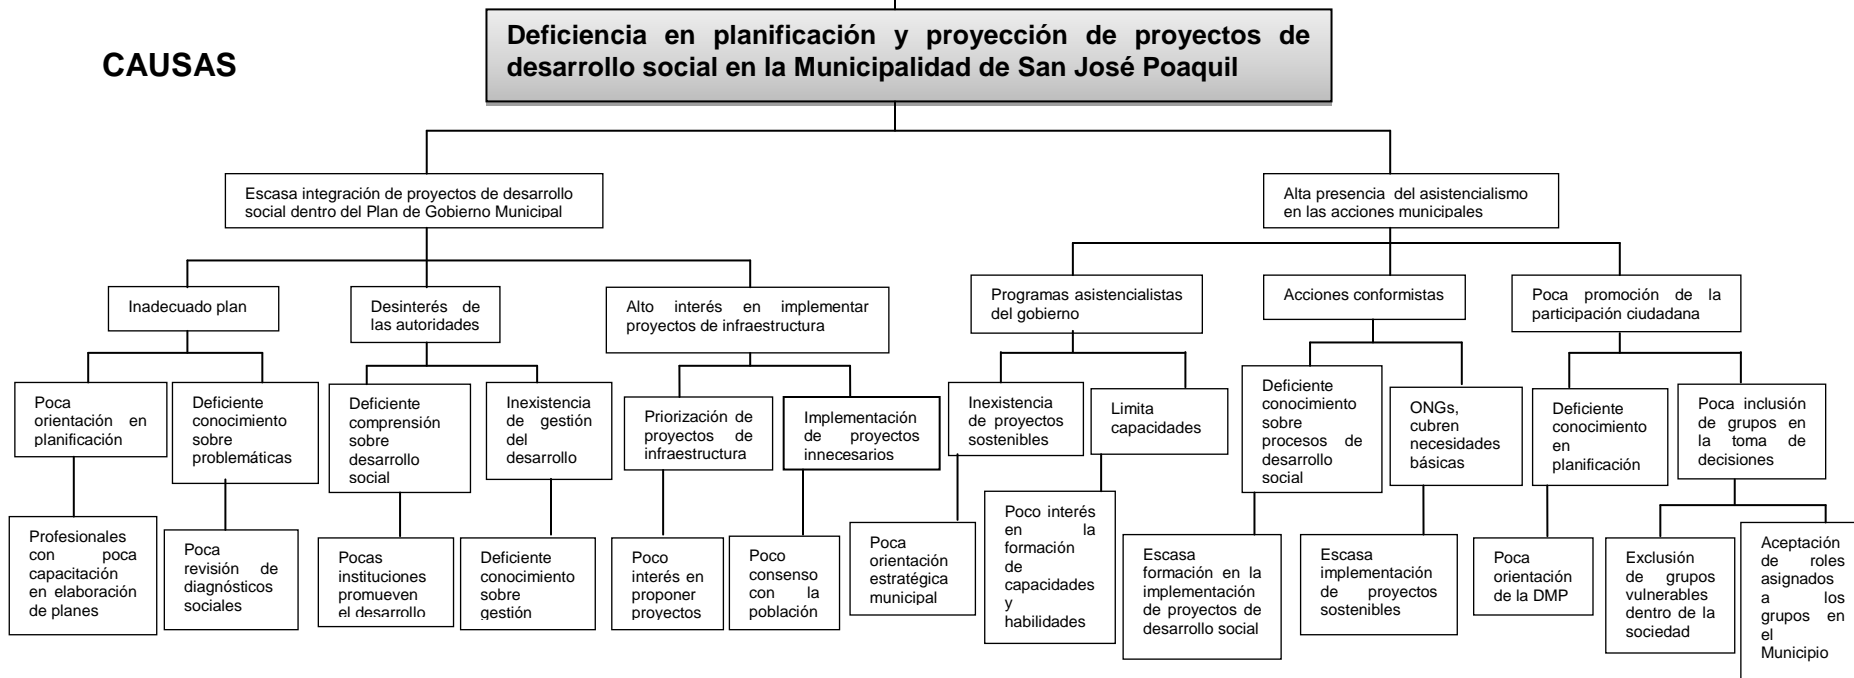 CAUSAS
Deficiencia en planificación y proyección de proyectos de
desarrollo social en la Municipalidad de San José Poaquil
Escasa integración de proyectos de desarrollo
social dentro del Plan de Gobierno Municipal
Alta presencia del asistencialismo
en las acciones municipales
Inadecuado plan
Desinterés de
las autoridades
Alto interés en implementar
proyectos de infraestructura
Programas asistencialistas
del gobierno
Acciones conformistas
Poca promoción de la
participación ciudadana
Poca
orientación en
planificación
Deficiente
conocimiento
sobre
problemáticas
Deficiente
comprensión
sobre
desarrollo
social
Inexistencia
de gestión
del
desarrollo
Priorización de
proyectos de
infraestructura
Implementación
de proyectos
innecesarios
Inexistencia
de proyectos
sostenibles
Limita
capacidades
Deficiente
conocimiento
sobre
procesos de
desarrollo
social
ONGs,
cubren
necesidades
básicas
Deficiente
conocimiento
en
planificación
Poca inclusión
de grupos en
la toma de
decisiones
Profesionales
con poca
capacitación
en elaboración
de planes
Poca
revisión de
diagnósticos
sociales
Pocas
instituciones
promueven
el desarrollo
Deficiente
conocimiento
sobre
gestión
Poco
interés en
proponer
proyectos
Poco
consenso
con la
población
Poca
orientación
estratégica
municipal
Poco interés
en la
formación
de
capacidades
y
habilidades
Escasa
formación en la
implementación
de proyectos de
desarrollo social
Escasa
implementación
de proyectos
sostenibles
Poca
orientación
de la DMP
Exclusión
de grupos
vulnerables
dentro de la
sociedad
Aceptación
de roles
asignados
a los
grupos en
el
Municipio